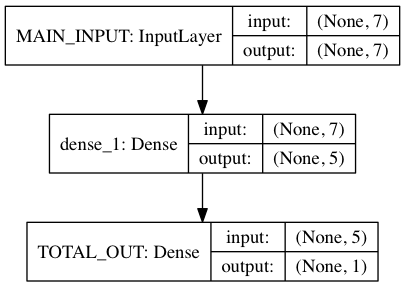 MAIN_INPUT: InputLayer
input: (None, 7)
output: (None, 7)
dense_1: Dense
input: (None, 7)
output: (None, 5)
TOTAL_OUT: Dense
input: (None, 5)
output: (None, 1)